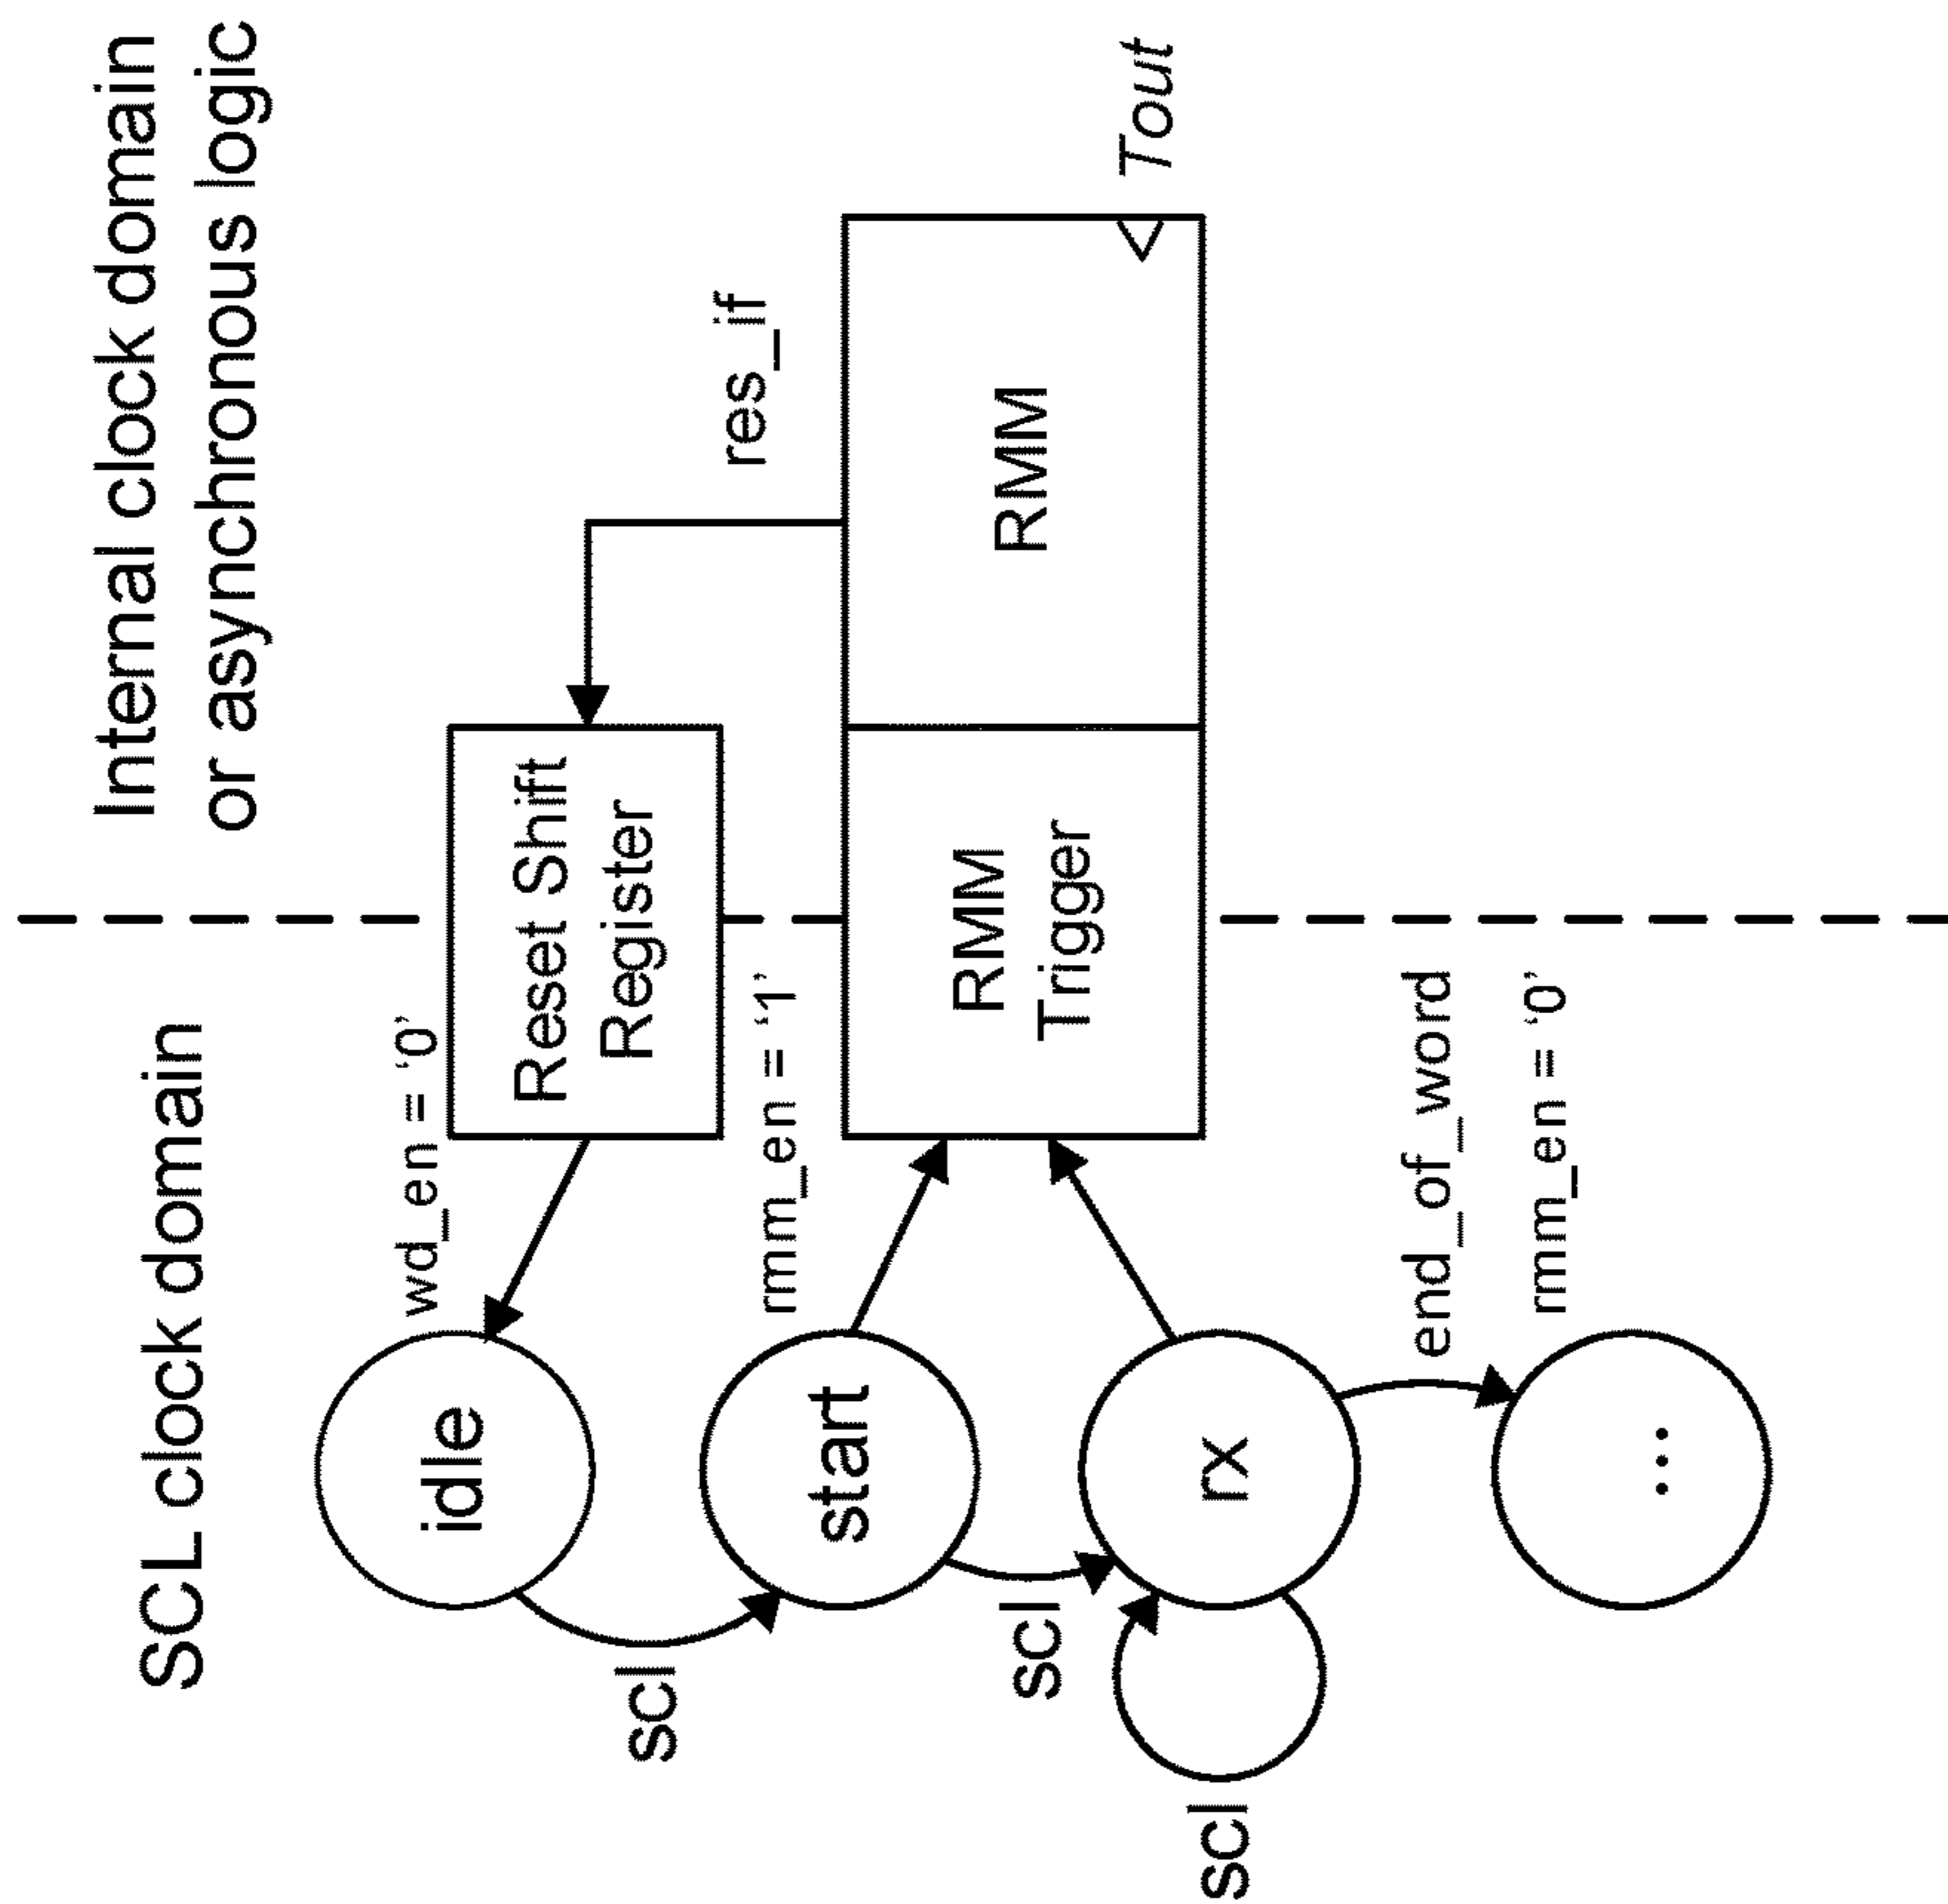 SCL clock domain
Internal clock domain
or asynchronous logic
idle
wd_en = ‘0’
Reset Shift
Register
res_if
scl
start
rmm_en = ‘1’
RMM
Trigger
RMM
Tout
scl
rx
scl
end_of_word
rmm_en = ‘0’
...